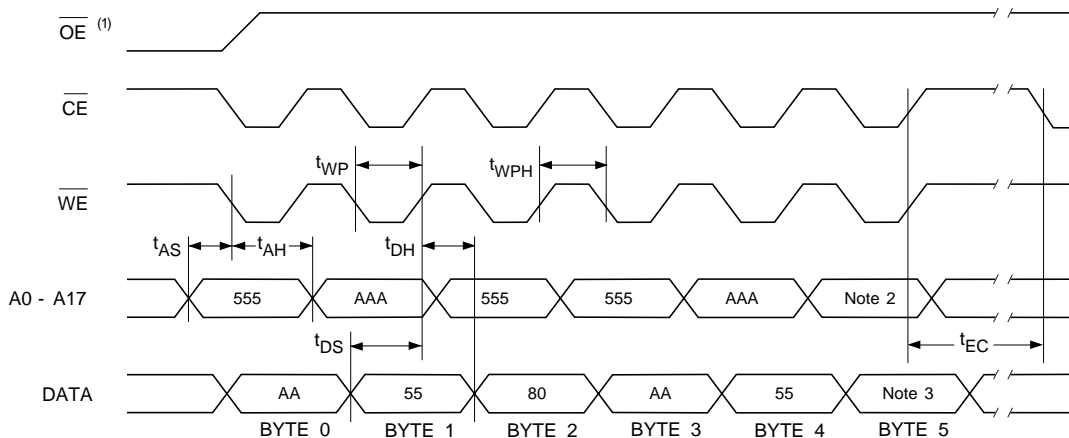 OE (1)
CE
tWP
tWPH
WE
tAS
tAH
tDH
A0 - A17
555
AAA
555
555
AAA
Note 2
tDS
tEC
DATA
AA
55
80
AA
55
Note 3
BYTE 0
BYTE 1
BYTE 2
BYTE 3
BYTE 4
BYTE 5